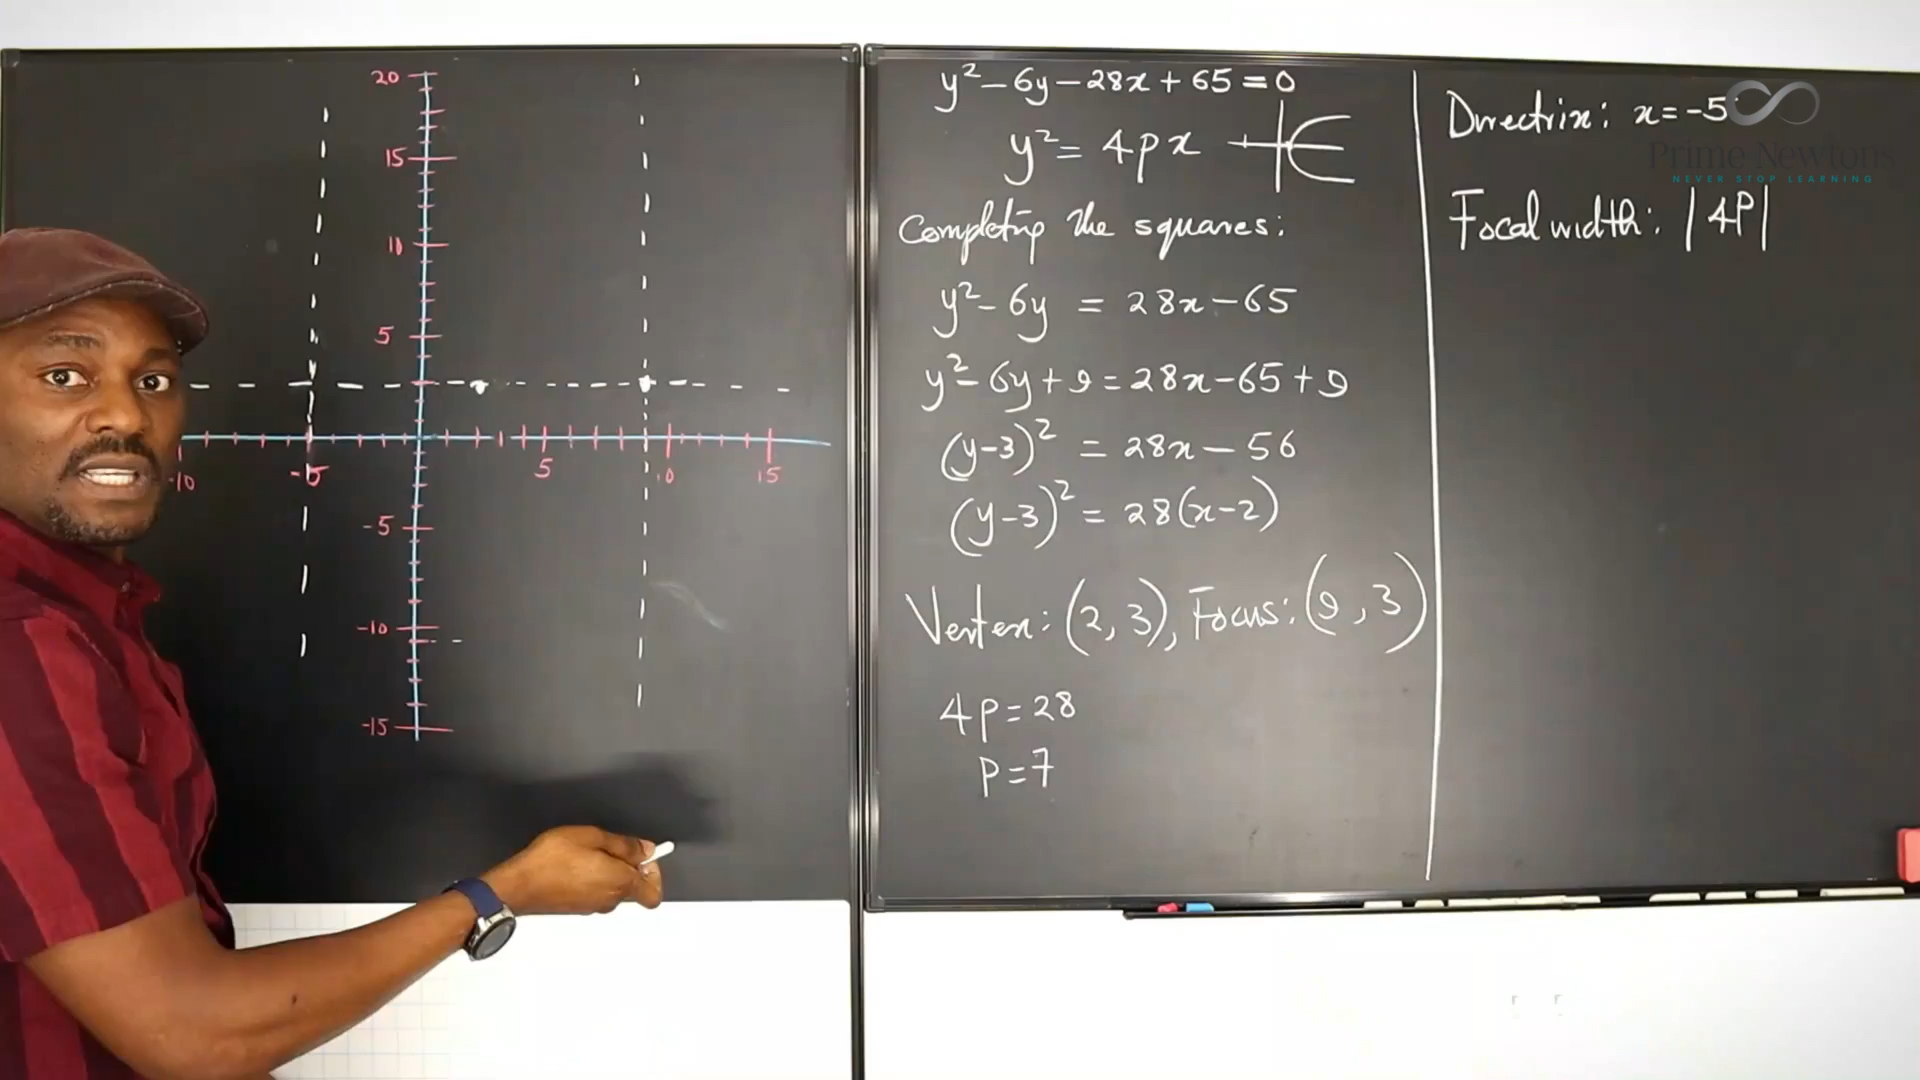 20
15
10
5
-10
-5
5
10
15
-5
-10
-15
y² - 6y - 28x + 65 = 0
y² = 4px
Completing the squares:
y² - 6y = 28x - 65
y² - 6y + 9 = 28x - 65 + 9
(y-3)² = 28x - 56
(y-3)² = 28(x-2)
Vertex: (2, 3), Focus: (9, 3)
4p = 28
p = 7
Directrix: x = -5
Focal width: |4P|
Prime Newtons
NEVER STOP LEARNING